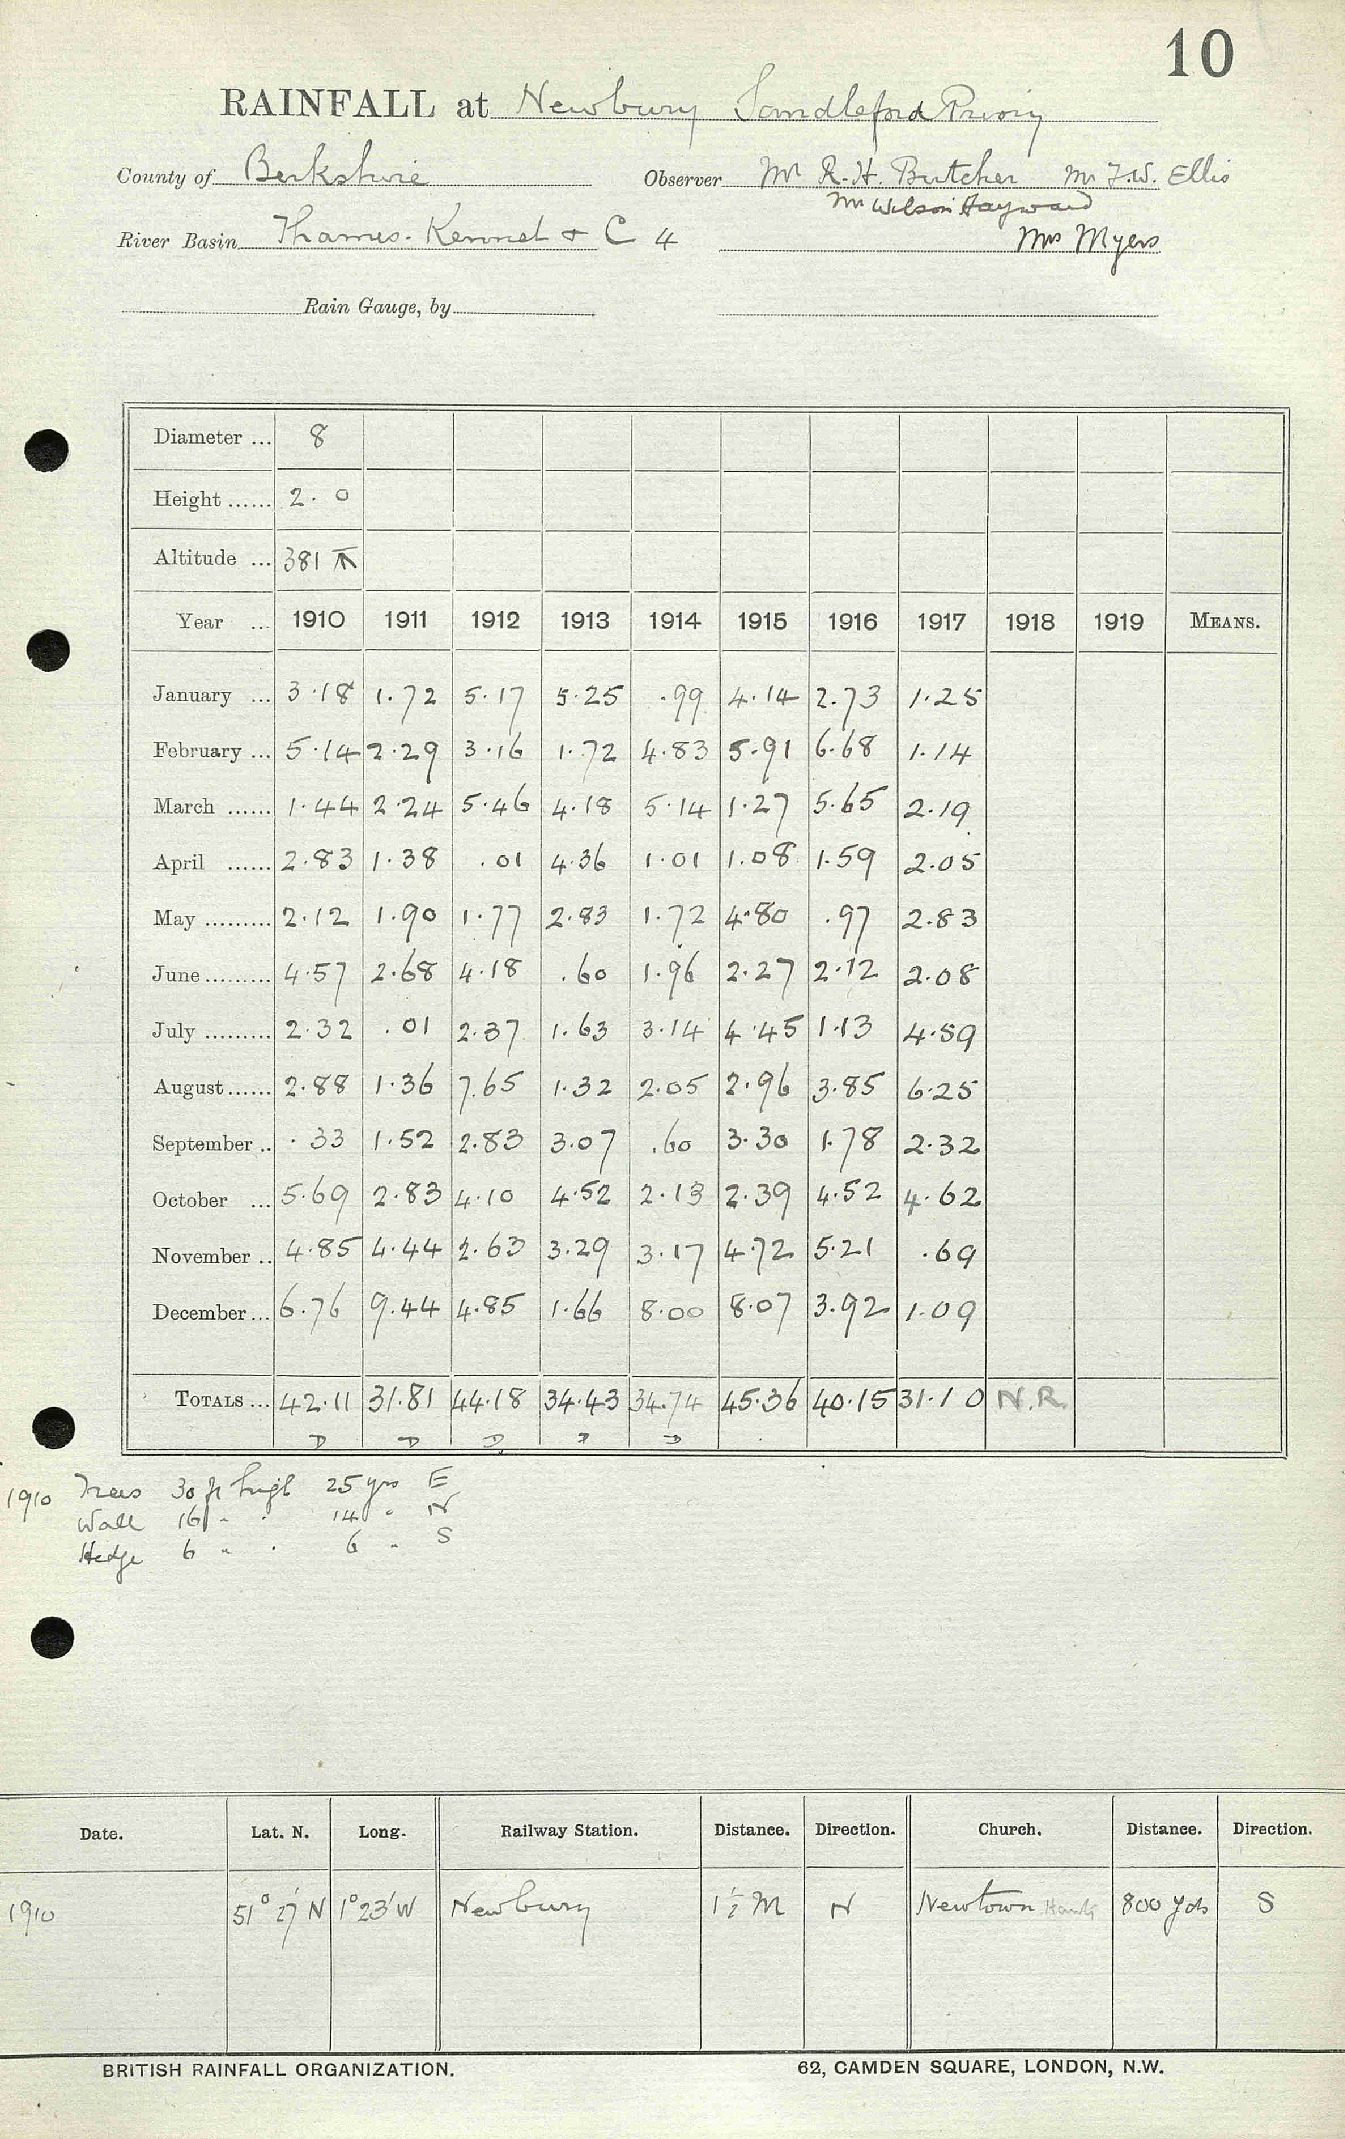 10
RAINFALL at Newbury Sandleford Priory
County of Berkshire Observer Mr R. H. Butcher Mr F.W. Ellis
Mr Wilson Hayward
River Basin Thames - Kennet & C 4 Mrs Myers
Rain Gauge, by
Diameter ... 8
Height ...... 2. 0
Altitude ... 381
Year ... 1910 1911 1912 1913 1914 1915 1916 1917 1918 1919 MEANS.
January ... 3.18 1.72 5.17 5.25 .99 4.14 2.73 1.25
February ... 5.14 2.29 3.16 1.72 4.83 5.91 6.68 1.14
March ...... 1.44 2.24 5.46 4.18 5.14 1.27 5.65 2.19
April ...... 2.83 1.38 .01 4.36 1.01 1.08 1.59 2.05
May ......... 2.12 1.90 1.77 2.83 1.72 4.80 .97 2.83
June ......... 4.57 2.68 4.18 .60 1.96 2.27 2.12 2.08
July ......... 2.32 .01 2.37 1.63 3.14 4.45 1.13 4.59
August ...... 2.88 1.36 7.65 1.32 2.05 2.96 3.85 6.25
September .. .33 1.52 2.83 3.07 .60 3.30 1.78 2.32
October ... 5.69 2.83 4.10 4.52 2.13 2.39 4.52 4.62
November .. 4.85 4.44 2.63 3.29 3.17 4.72 5.21 .69
December ... 6.76 9.44 4.85 1.66 8.00 8.07 3.92 1.09
TOTALS ... 42.11 31.81 44.18 34.43 34.74 45.36 40.15 31.10 N.R.
1910 Trees 30 ft high 25 yrs E
Wall 16 " " 14 " N
Hedge 6 " " 6 " S
Date. Lat. N. Long. Railway Station. Distance. Direction. Church. Distance. Direction.
1910 51° 27' N 1° 23' W Newbury 1½ M N Newtown Hants 800 yds S
BRITISH RAINFALL ORGANIZATION. 62, CAMDEN SQUARE, LONDON, N.W.